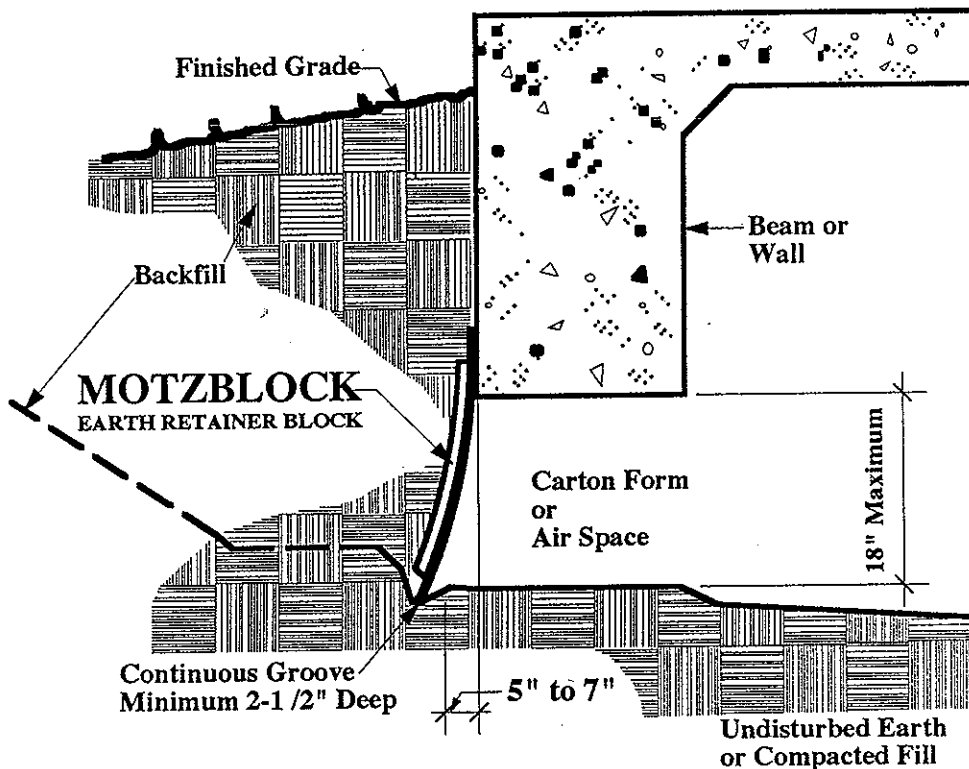 Finished Grade
Backfill
Beam or
Wall
MOTZBLOCK
EARTH RETAINER BLOCK
Carton Form
or
Air Space
18" Maximum
Continuous Groove
Minimum 2-1/2" Deep
5" to 7"
Undisturbed Earth
or Compacted Fill